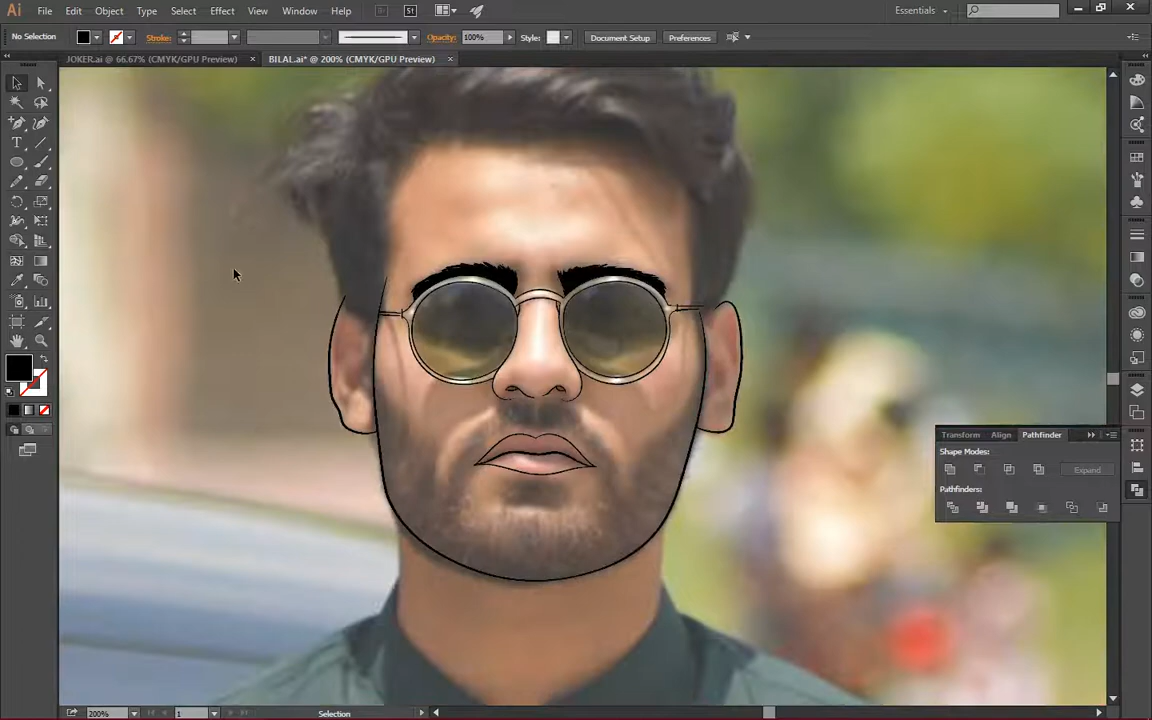 Ai File Edit Object Type Select Effect View Window Help Br St Essentials
No Selection Stroke: Opacity: 100% Style: Document Setup Preferences
JOKER.ai @ 66.67% (CMYK/GPU Preview) × BILAL.ai* @ 200% (CMYK/GPU Preview) ×
Transform Align Pathfinder
Shape Modes:
Expand
Pathfinders:
200% 1 Selection